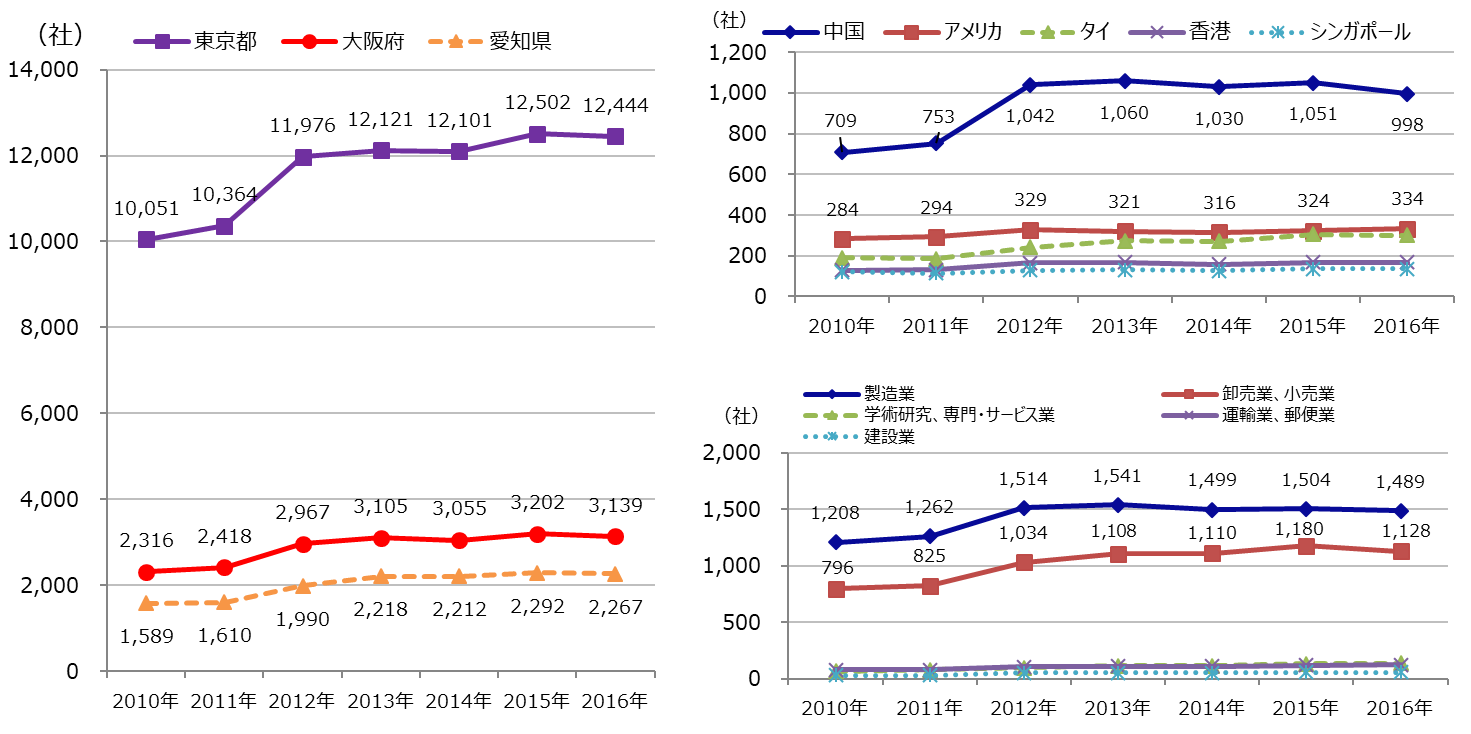 （社）
東京都 大阪府 愛知県
14,000
12,000
10,000
8,000
6,000
4,000
2,000
0
10,051 10,364 11,976 12,121 12,101 12,502 12,444
2,316 2,418 2,967 3,105 3,055 3,202 3,139
1,589 1,610 1,990 2,218 2,212 2,292 2,267
2010年 2011年 2012年 2013年 2014年 2015年 2016年
（社）
中国 アメリカ タイ 香港 シンガポール
1,200
1,000
800
600
400
200
0
709 753 1,042 1,060 1,030 1,051 998
284 294 329 321 316 324 334
2010年 2011年 2012年 2013年 2014年 2015年 2016年
製造業 卸売業、小売業
学術研究、専門・サービス業 運輸業、郵便業
建設業
（社）
2,000
1,500
1,000
500
0
1,208 1,262 1,514 1,541 1,499 1,504 1,489
796 825 1,034 1,108 1,110 1,180 1,128
2010年 2011年 2012年 2013年 2014年 2015年 2016年